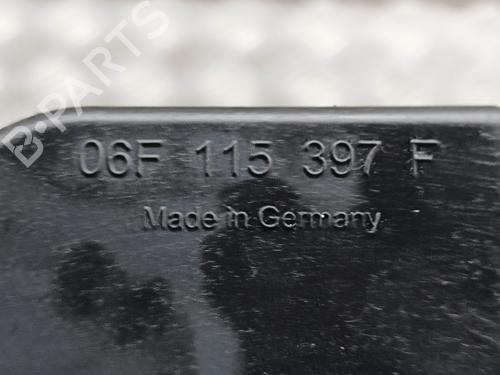 B-PARTS
06F 115 397 F
Made in Germany